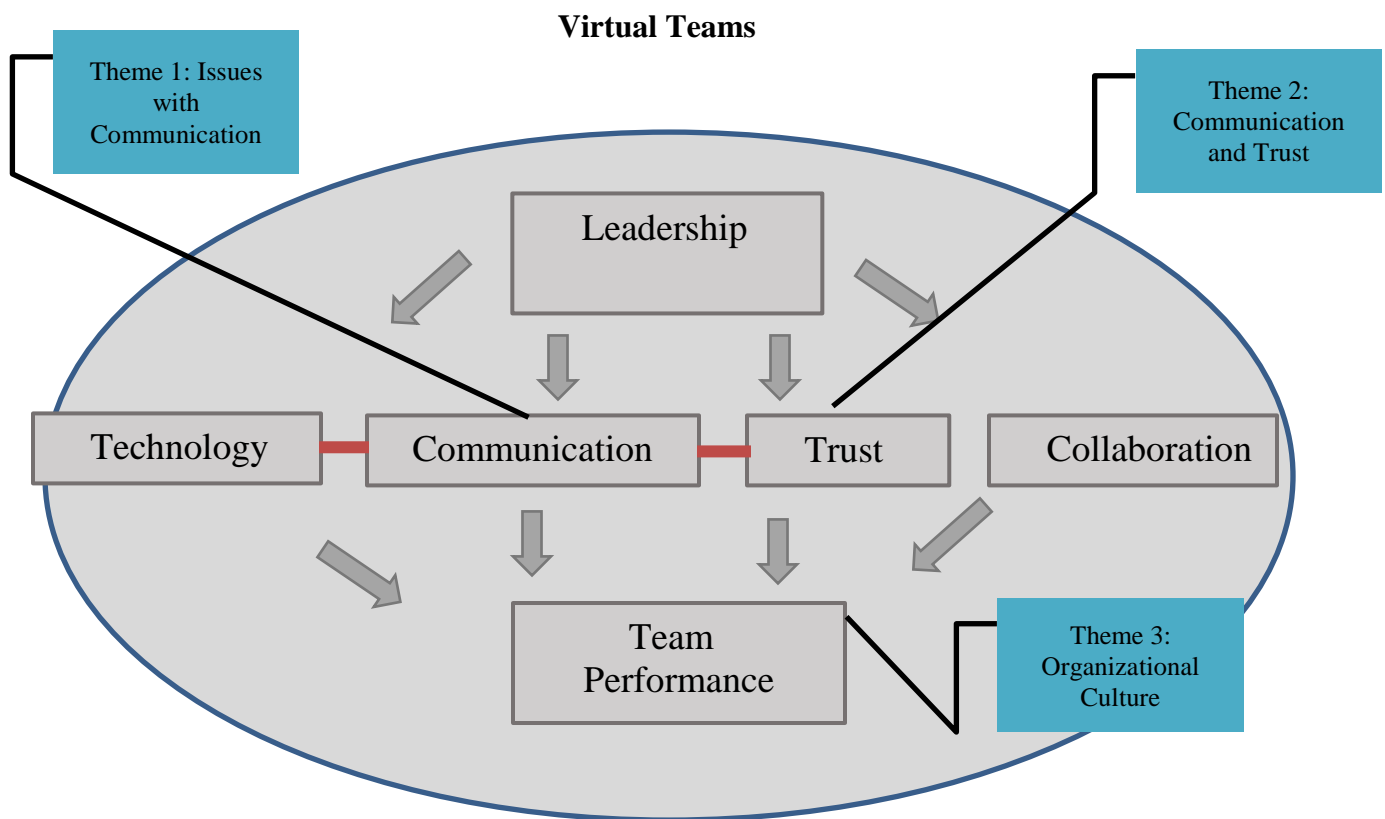 Virtual Teams
Theme 1: Issues
with
Communication
Theme 2:
Communication
and Trust
Leadership
Technology
Communication
Trust
Collaboration
Team
Performance
Theme 3:
Organizational
Culture